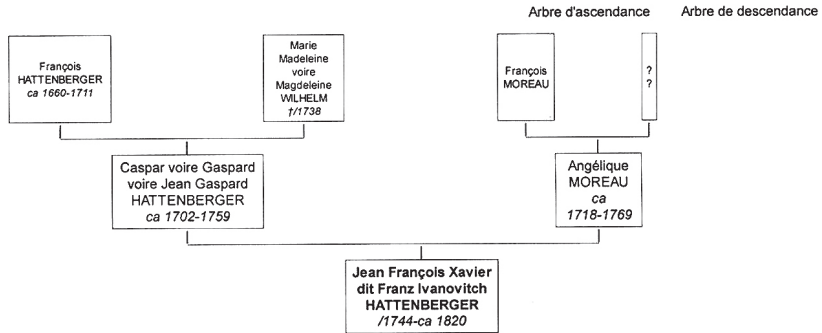 Arbre d'ascendance Arbre de descendance
François
HATTENBERGER
ca 1660-1711
Marie
Madeleine
voire
Magdeleine
WILHELM
†/1738
François
MOREAU
?
?
Caspar voire Gaspard
voire Jean Gaspard
HATTENBERGER
ca 1702-1759
Angélique
MOREAU
ca
1718-1769
Jean François Xavier
dit Franz Ivanovitch
HATTENBERGER
/1744-ca 1820